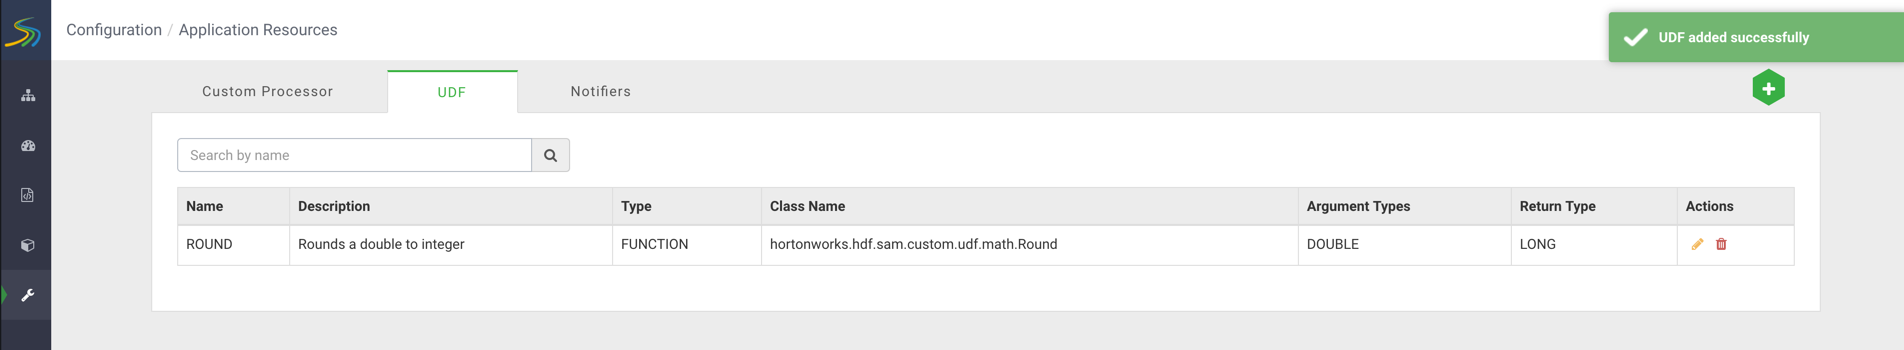 Configuration / Application Resources
UDF added successfully
Custom Processor UDF Notifiers
Search by name
Name Description Type Class Name Argument Types Return Type Actions
ROUND Rounds a double to integer FUNCTION hortonworks.hdf.sam.custom.udf.math.Round DOUBLE LONG